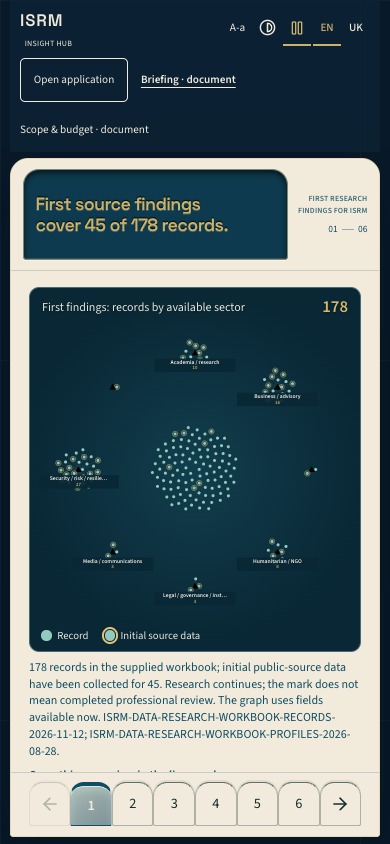 ISRM
INSIGHT HUB
A-a
EN
UK
Open application
Briefing · document
Scope & budget · document
First source findings
cover 45 of 178 records.
FIRST RESEARCH
FINDINGS FOR ISRM
01 — 06
First findings: records by available sector
178
Academia / research
10
Business / advisory
Security / risk / resilie…
27
Media / communications
Humanitarian / NGO
Legal / governance / inst…
Record
Initial source data
178 records in the supplied workbook; initial public-source data
have been collected for 45. Research continues; the mark does not
mean completed professional review. The graph uses fields
available now. ISRM-DATA-RESEARCH-WORKBOOK-RECORDS-
2026-11-12; ISRM-DATA-RESEARCH-WORKBOOK-PROFILES-2026-
08-28.
1
2
3
4
5
6